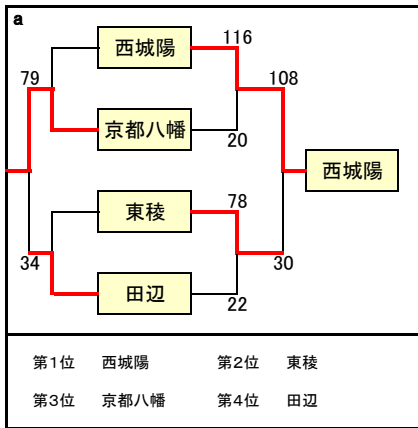 a
西城陽
116
79
108
京都八幡
20
西城陽
東稜
78
34
30
田辺
22
第1位 西城陽 第2位 東稜
第3位 京都八幡 第4位 田辺